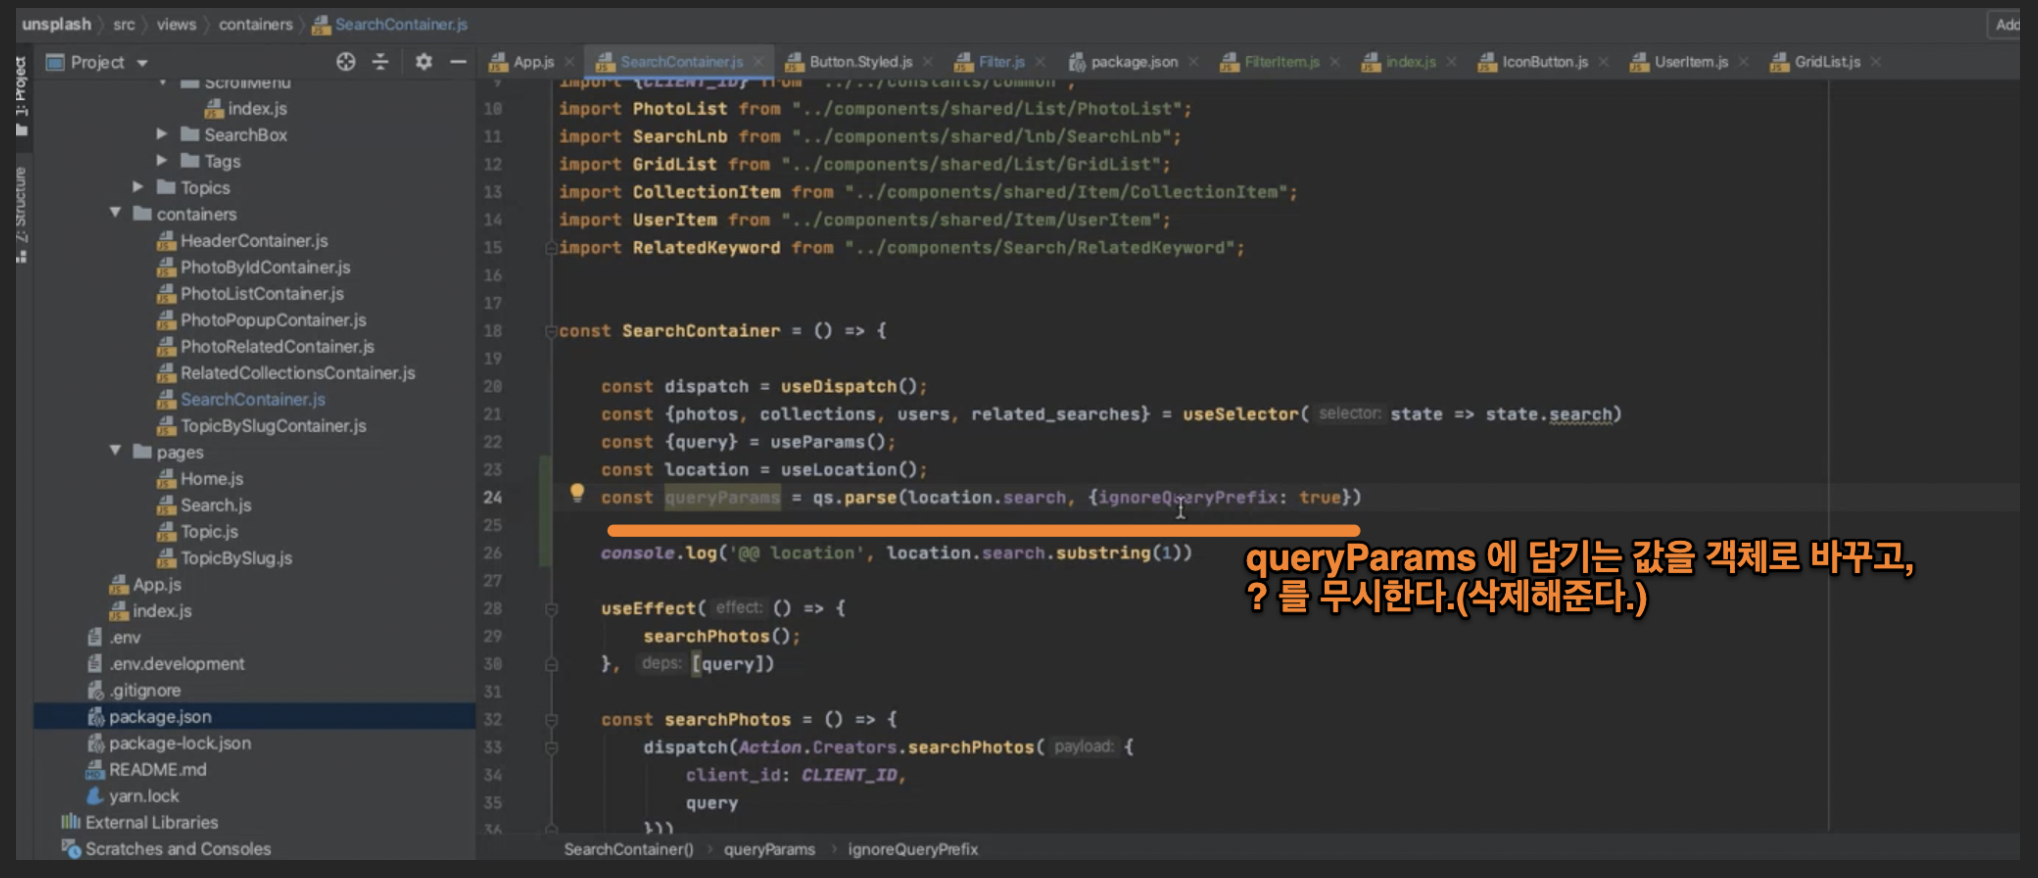 unsplash src views containers SearchContainer.js
Add
1: Project
Z: Structure
Project
App.js SearchContainer.js Button.Styled.js Filter.js package.json FilterItem.js index.js IconButton.js UserItem.js GridList.js
ScrollMenu
index.js
SearchBox
Tags
Topics
containers
HeaderContainer.js
PhotoByIdContainer.js
PhotoListContainer.js
PhotoPopupContainer.js
PhotoRelatedContainer.js
RelatedCollectionsContainer.js
SearchContainer.js
TopicBySlugContainer.js
pages
Home.js
Search.js
Topic.js
TopicBySlug.js
App.js
index.js
.env
.env.development
.gitignore
package.json
package-lock.json
README.md
yarn.lock
External Libraries
Scratches and Consoles
9 import {CLIENT_ID} from "../../constants/common";
10 import PhotoList from "../components/shared/List/PhotoList";
11 import SearchLnb from "../components/shared/lnb/SearchLnb";
12 import GridList from "../components/shared/List/GridList";
13 import CollectionItem from "../components/shared/Item/CollectionItem";
14 import UserItem from "../components/shared/Item/UserItem";
15 import RelatedKeyword from "../components/Search/RelatedKeyword";
16
17
18 const SearchContainer = () => {
19
20 const dispatch = useDispatch();
21 const {photos, collections, users, related_searches} = useSelector( selector: state => state.search)
22 const {query} = useParams();
23 const location = useLocation();
24 const queryParams = qs.parse(location.search, {ignoreQueryPrefix: true})
25
26 console.log('@@ location', location.search.substring(1))
27
28 useEffect( effect: () => {
29 searchPhotos();
30 }, deps: [query])
31
32 const searchPhotos = () => {
33 dispatch(Action.Creators.searchPhotos( payload: {
34 client_id: CLIENT_ID,
35 query
36 }))
queryParams 에 담기는 값을 객체로 바꾸고,
? 를 무시한다.(삭제해준다.)
SearchContainer() queryParams ignoreQueryPrefix